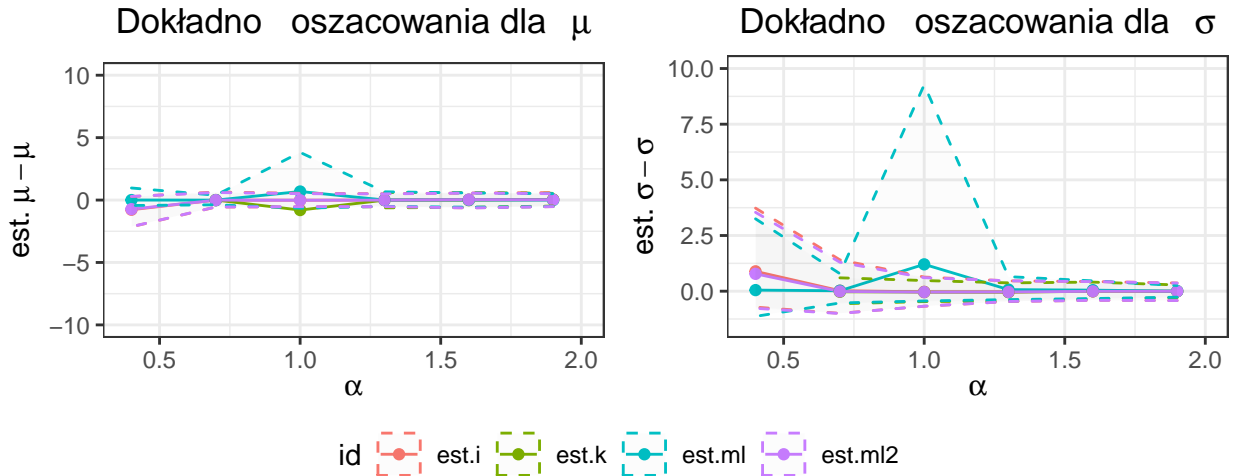 Dokładno oszacowania dla μ
10
5
0
−5
−10
est. μ − μ
0.5 1.0 1.5 2.0
α
Dokładno oszacowania dla σ
10.0
7.5
5.0
2.5
0.0
est. σ − σ
0.5 1.0 1.5 2.0
α
id est.i est.k est.ml est.ml2